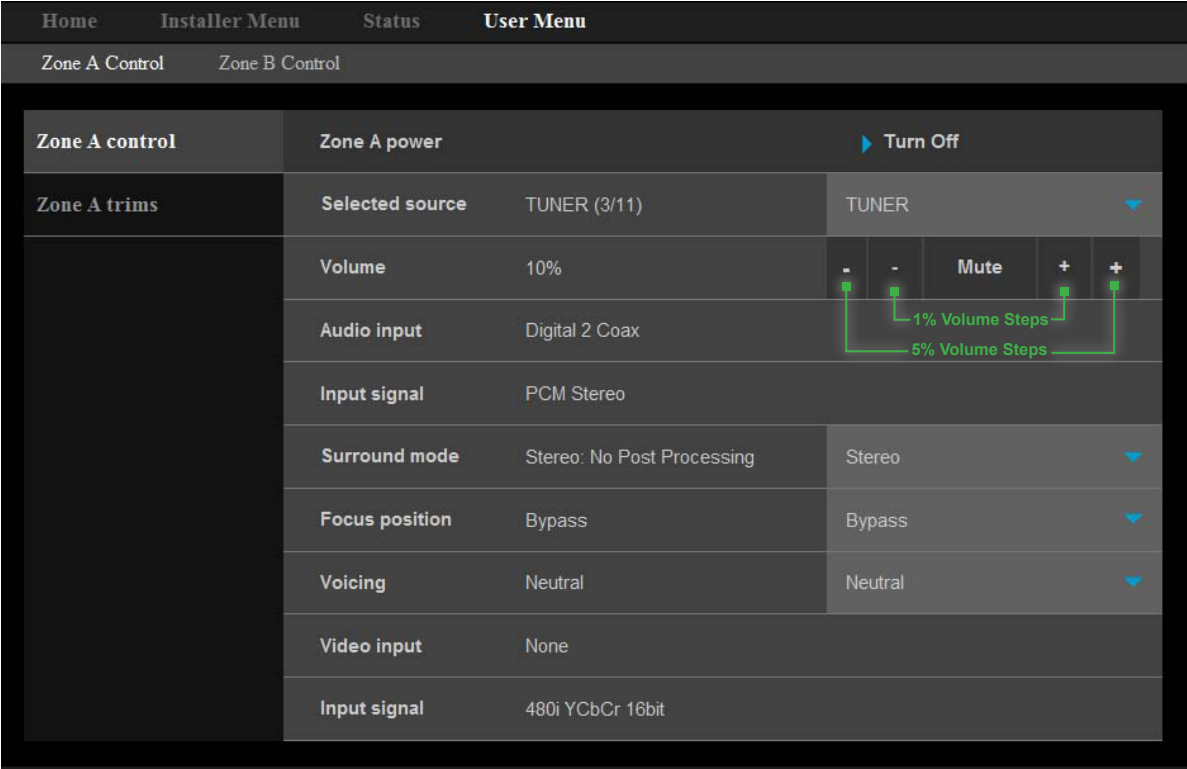 Home Installer Menu Status User Menu
Zone A Control Zone B Control
Zone A control Zone A power Turn Off
Zone A trims Selected source TUNER (3/11) TUNER
Volume 10% - - Mute + +
1% Volume Steps
Audio input Digital 2 Coax
5% Volume Steps
Input signal PCM Stereo
Surround mode Stereo: No Post Processing Stereo
Focus position Bypass Bypass
Voicing Neutral Neutral
Video input None
Input signal 480i YCbCr 16bit